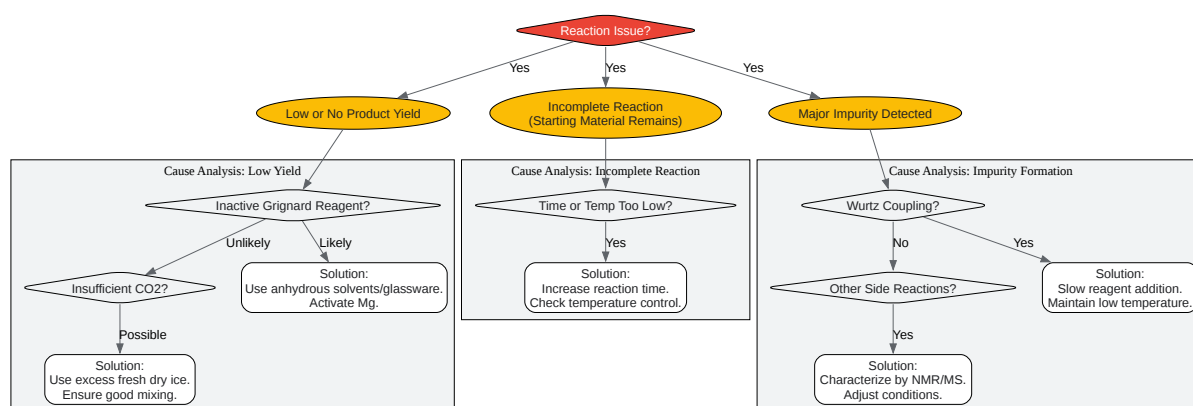 Reaction Issue?
Yes
Yes
Yes
Low or No Product Yield
Incomplete Reaction
(Starting Material Remains)
Major Impurity Detected
Cause Analysis: Low Yield
Cause Analysis: Incomplete Reaction
Cause Analysis: Impurity Formation
Inactive Grignard Reagent?
Time or Temp Too Low?
Wurtz Coupling?
Unlikely
Likely
Yes
No
Yes
Insufficient CO2?
Solution:
Use anhydrous solvents/glassware.
Activate Mg.
Solution:
Increase reaction time.
Check temperature control.
Other Side Reactions?
Solution:
Slow reagent addition.
Maintain low temperature.
Possible
Yes
Solution:
Use excess fresh dry ice.
Ensure good mixing.
Solution:
Characterize by NMR/MS.
Adjust conditions.